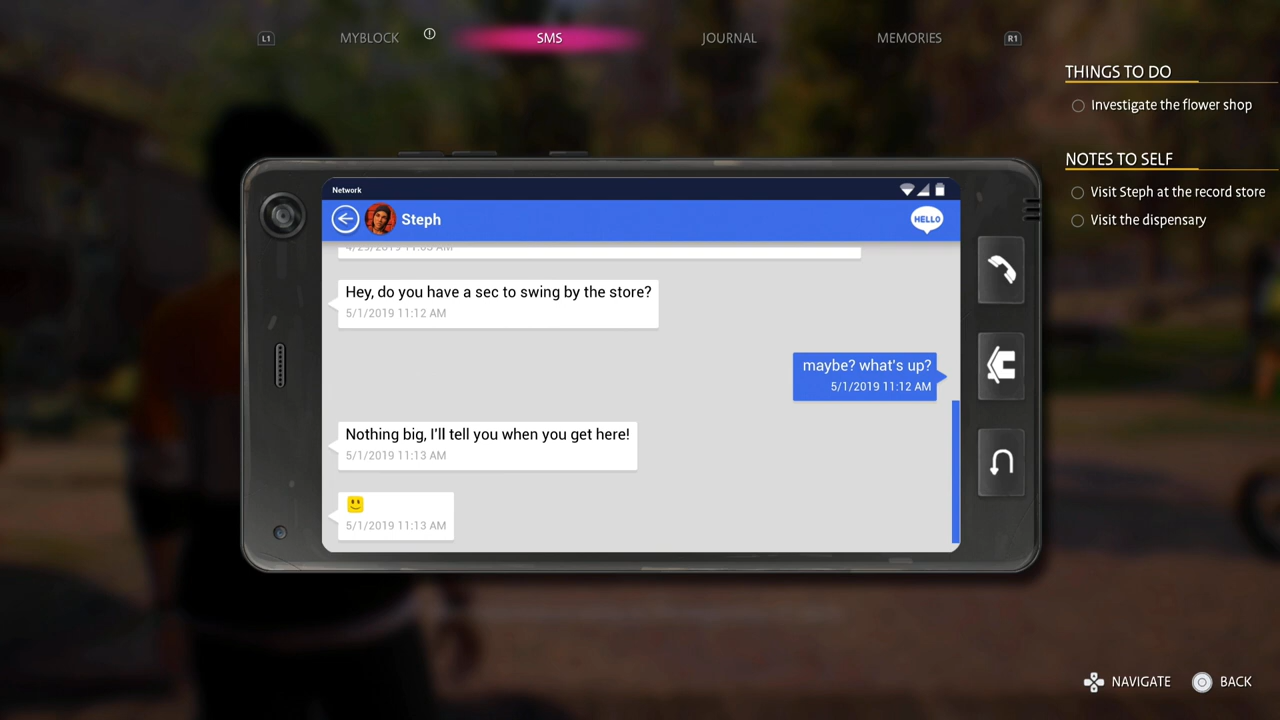 L1
MYBLOCK
SMS
JOURNAL
MEMORIES
R1
THINGS TO DO
Investigate the flower shop
NOTES TO SELF
Visit Steph at the record store
Visit the dispensary
Network
Steph
HELLO
Hey, do you have a sec to swing by the store?
5/1/2019 11:12 AM
maybe? what's up?
5/1/2019 11:12 AM
Nothing big, I'll tell you when you get here!
5/1/2019 11:13 AM
5/1/2019 11:13 AM
NAVIGATE
BACK